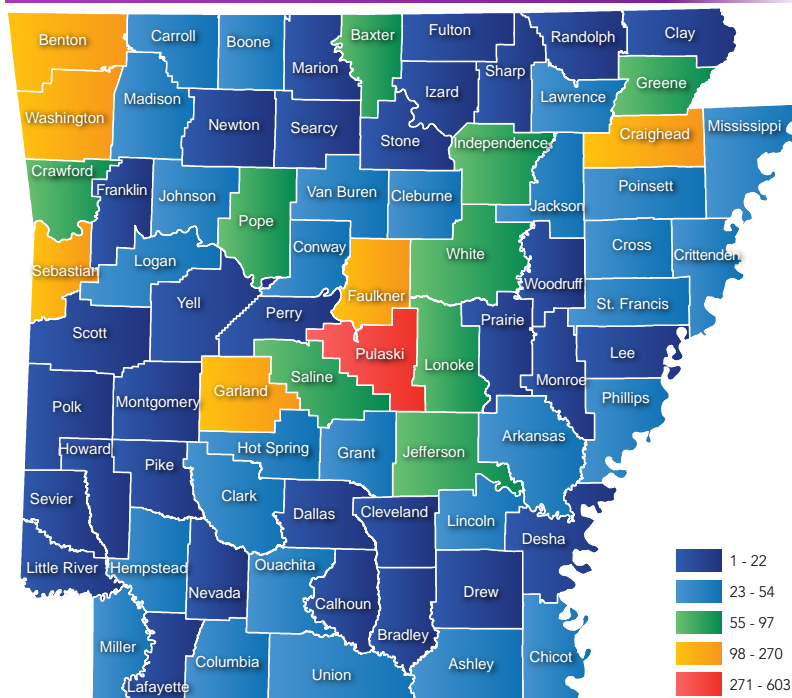 Benton
Carroll
Boone
Marion
Baxter
Fulton
Randolph
Clay
Sharp
Izard
Greene
Washington
Madison
Lawrence
Newton
Searcy
Stone
Independence
Craighead
Mississippi
Crawford
Franklin
Johnson
Pope
Van Buren
Cleburne
Jackson
Poinsett
Sebastian
Logan
Conway
Faulkner
White
Woodruff
Cross
Crittenden
St. Francis
Scott
Yell
Perry
Pulaski
Lonoke
Prairie
Monroe
Lee
Polk
Montgomery
Garland
Saline
Phillips
Howard
Pike
Hot Spring
Grant
Jefferson
Arkansas
Sevier
Clark
Dallas
Cleveland
Lincoln
Desha
Little River
Hempstead
Nevada
Ouachita
Calhoun
Bradley
Drew
Miller
Lafayette
Columbia
Union
Ashley
Chicot
1 - 22
23 - 54
55 - 97
98 - 270
271 - 603